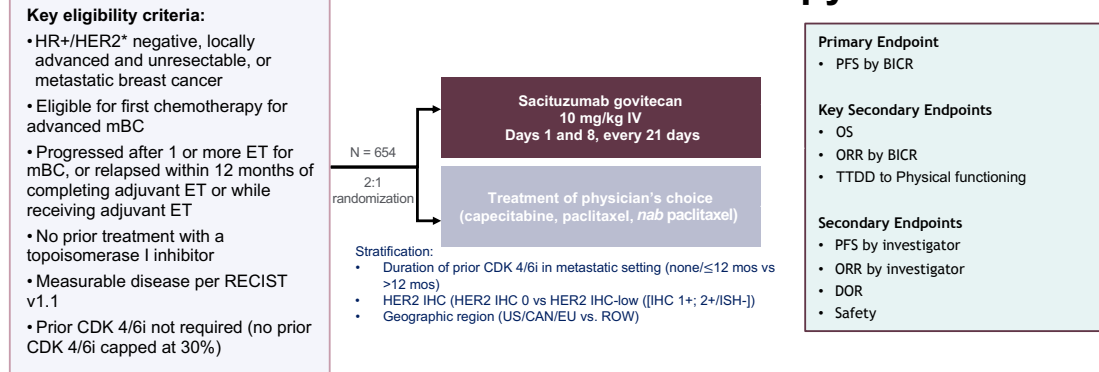 py
Key eligibility criteria:
•HR+/HER2* negative, locally
advanced and unresectable, or
metastatic breast cancer
•Eligible for first chemotherapy for
advanced mBC
•Progressed after 1 or more ET for
mBC, or relapsed within 12 months of
completing adjuvant ET or while
receiving adjuvant ET
•No prior treatment with a
topoisomerase I inhibitor
•Measurable disease per RECIST
v1.1
•Prior CDK 4/6i not required (no prior
CDK 4/6i capped at 30%)
N = 654
2:1
randomization
Sacituzumab govitecan
10 mg/kg IV
Days 1 and 8, every 21 days
Treatment of physician's choice
(capecitabine, paclitaxel, nab paclitaxel)
Stratification:
• Duration of prior CDK 4/6i in metastatic setting (none/≤12 mos vs
>12 mos)
• HER2 IHC (HER2 IHC 0 vs HER2 IHC-low ([IHC 1+; 2+/ISH-])
• Geographic region (US/CAN/EU vs. ROW)
Primary Endpoint
• PFS by BICR
Key Secondary Endpoints
• OS
• ORR by BICR
• TTDD to Physical functioning
Secondary Endpoints
• PFS by investigator
• ORR by investigator
• DOR
• Safety